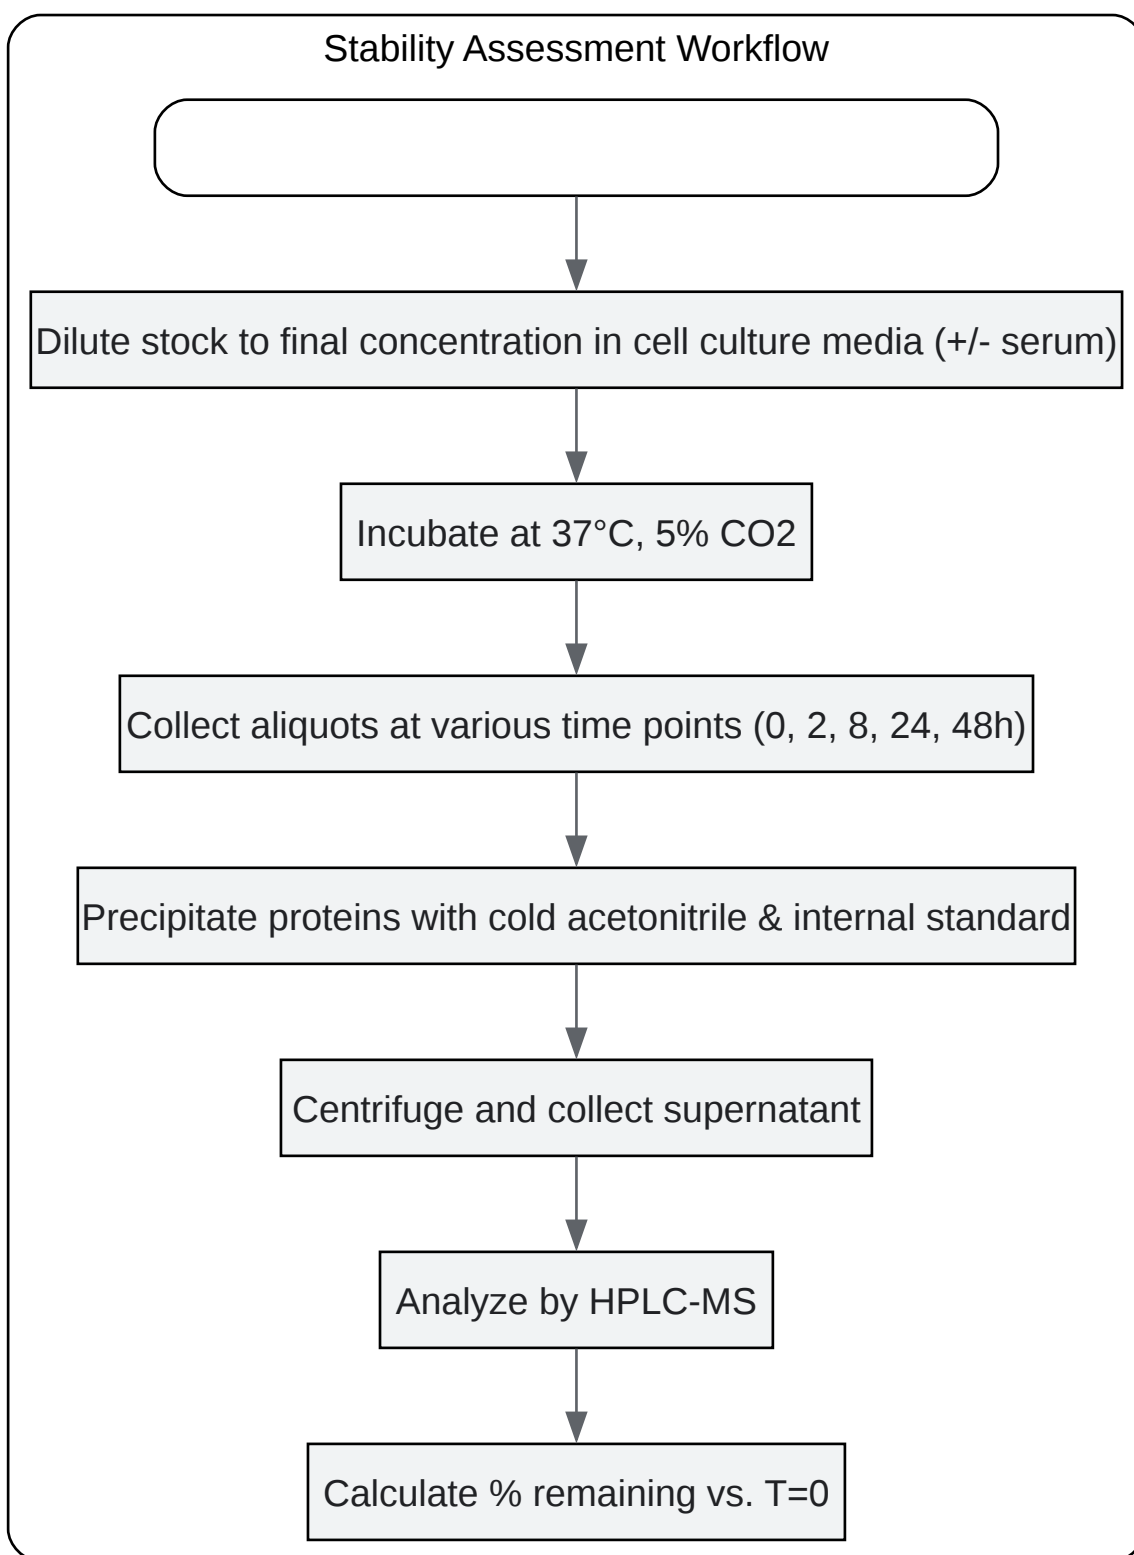 Stability Assessment Workflow
Dilute stock to final concentration in cell culture media (+/- serum)
Incubate at 37°C, 5% CO2
Collect aliquots at various time points (0, 2, 8, 24, 48h)
Precipitate proteins with cold acetonitrile & internal standard
Centrifuge and collect supernatant
Analyze by HPLC-MS
Calculate % remaining vs. T=0